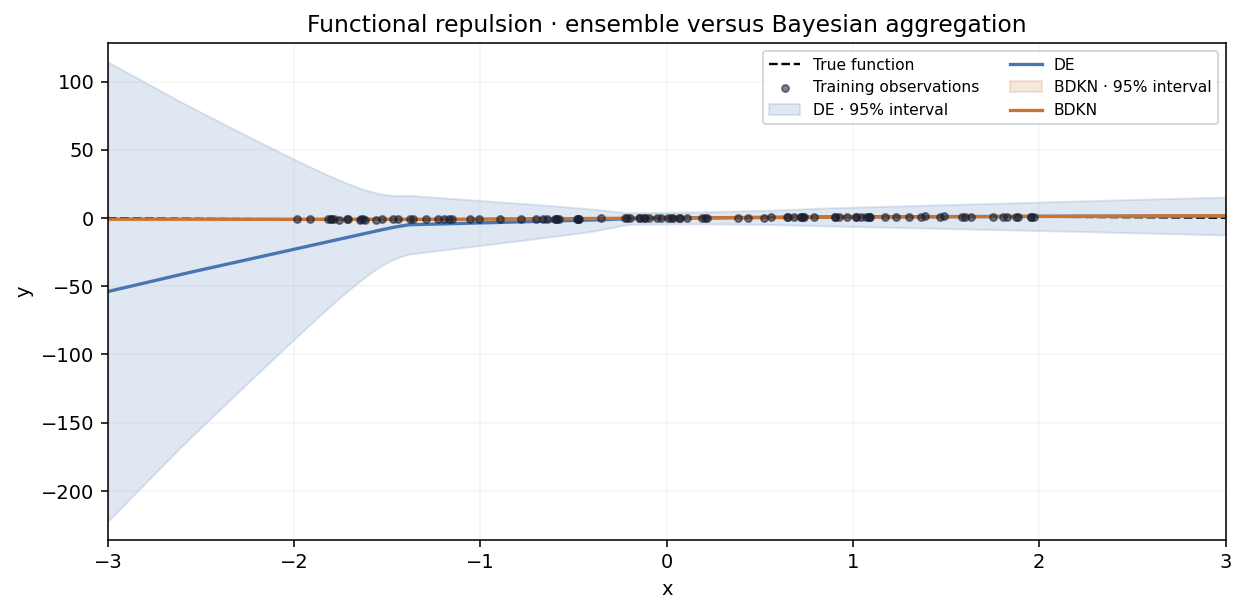 Functional repulsion · ensemble versus Bayesian aggregation
True function
Training observations
DE · 95% interval
DE
BDKN · 95% interval
BDKN
100
50
0
−50
−100
−150
−200
y
−3
−2
−1
0
1
2
3
x